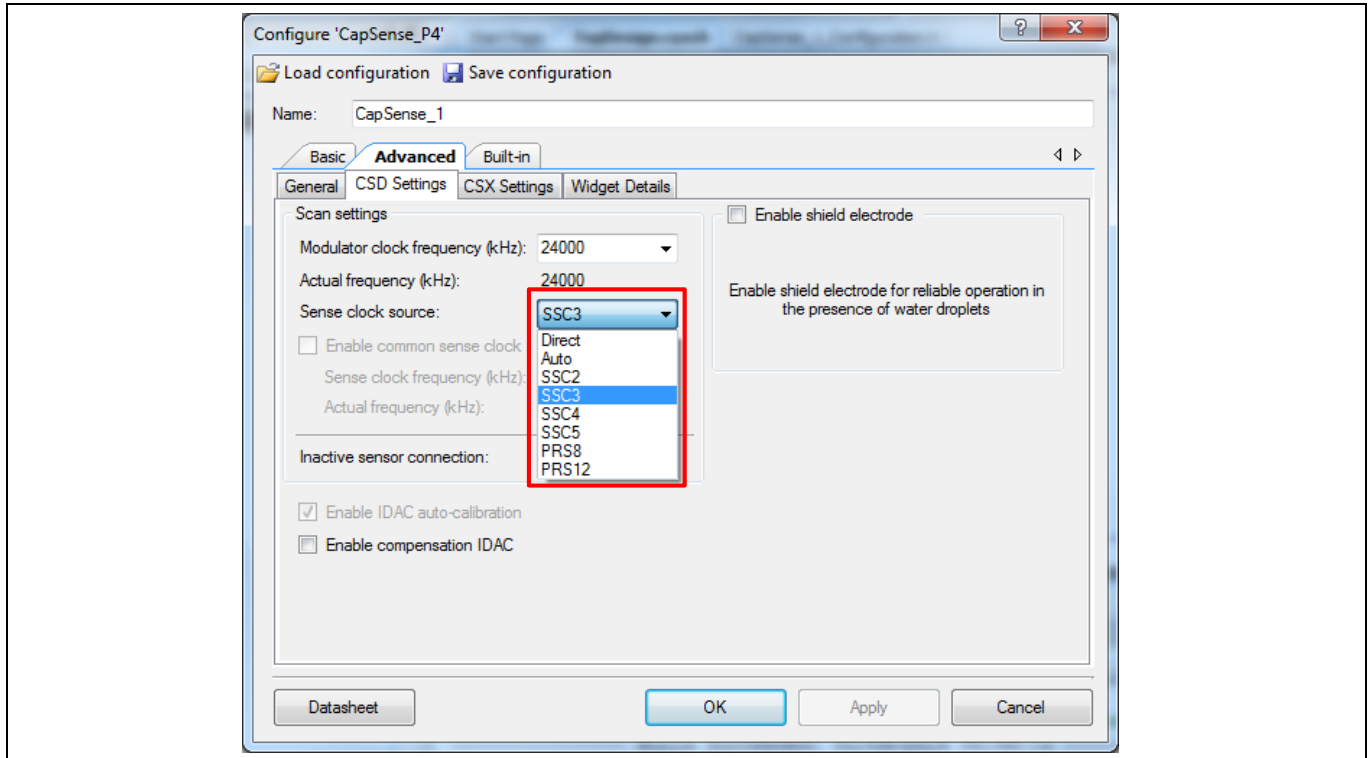 Configure 'CapSense_P4'
Load configuration Save configuration
Name: CapSense_1
Basic Advanced Built-in
General CSD Settings CSX Settings Widget Details
Scan settings Enable shield electrode
Modulator clock frequency (kHz): 24000
Actual frequency (kHz): 24000
Enable shield electrode for reliable operation in
the presence of water droplets
Sense clock source: SSC3
Direct
Auto
SSC2
SSC3
SSC4
SSC5
PRS8
PRS12
Enable common sense clock
Sense clock frequency (kHz):
Actual frequency (kHz):
Inactive sensor connection:
Enable IDAC auto-calibration
Enable compensation IDAC
Datasheet OK Apply Cancel